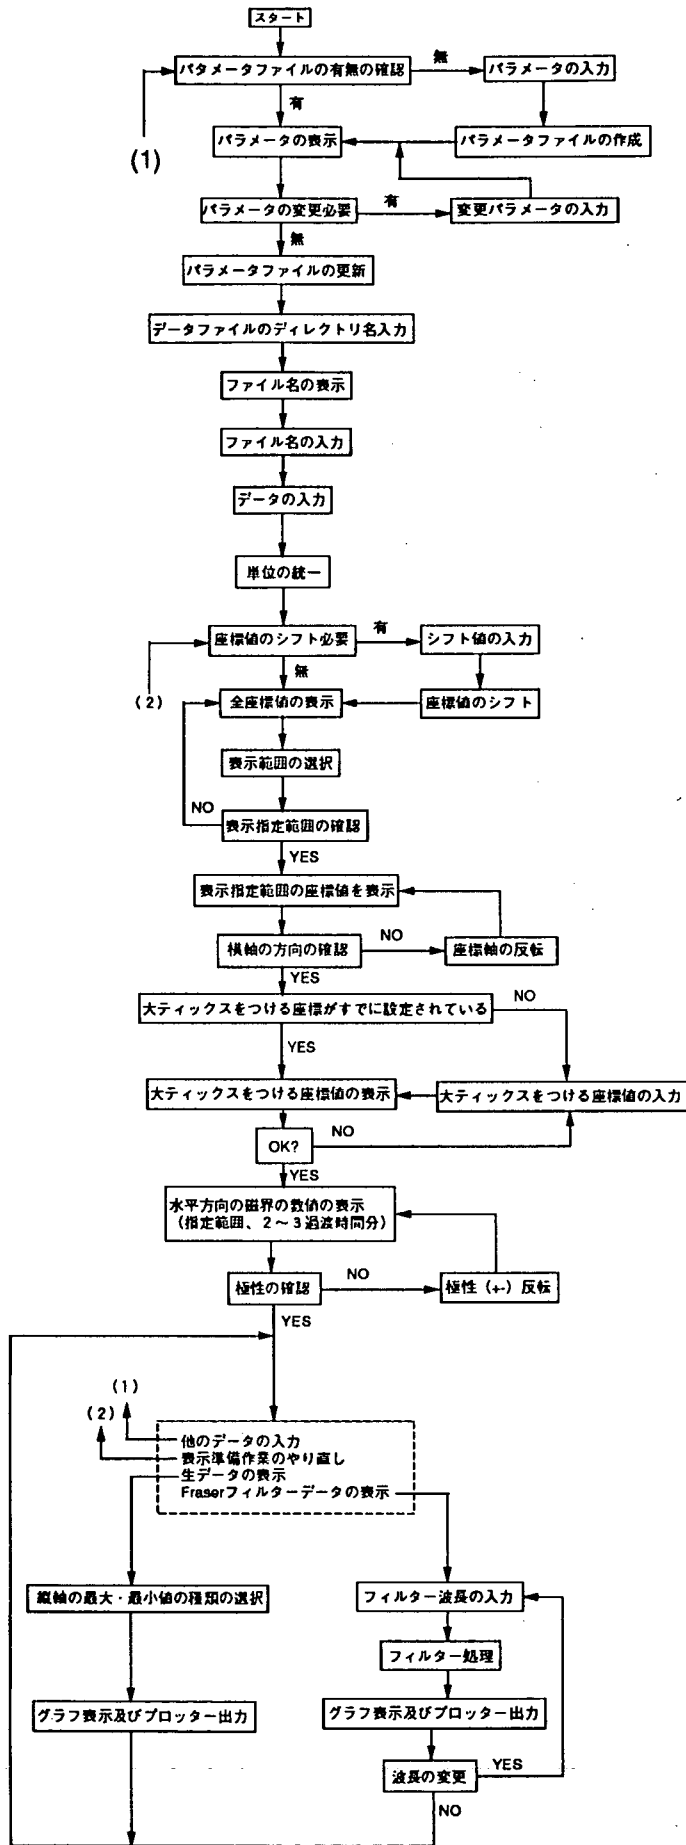 スタート
パタメータファイルの有無の確認
無
パラメータの入力
有
(1)
パラメータの表示
パラメータファイルの作成
パラメータの変更必要
有
変更パラメータの入力
無
パラメータファイルの更新
データファイルのディレクトリ名入力
ファイル名の表示
ファイル名の入力
データの入力
単位の統一
座標値のシフト必要
有
シフト値の入力
無
(2)
全座標値の表示
座標値のシフト
表示範囲の選択
NO
表示指定範囲の確認
YES
表示指定範囲の座標値を表示
横軸の方向の確認
NO
座標軸の反転
YES
大ティックスをつける座標がすでに設定されている
NO
YES
大ティックスをつける座標値の表示
大ティックスをつける座標値の入力
OK?
NO
YES
水平方向の磁界の数値の表示
(指定範囲、2〜3過渡時間分)
極性の確認
NO
極性 (+-) 反転
YES
(1)
(2)
他のデータの入力
表示準備作業のやり直し
生データの表示
Fraserフィルターデータの表示
縦軸の最大・最小値の種類の選択
フィルター波長の入力
フィルター処理
グラフ表示及びプロッター出力
グラフ表示及びプロッター出力
波長の変更
YES
NO